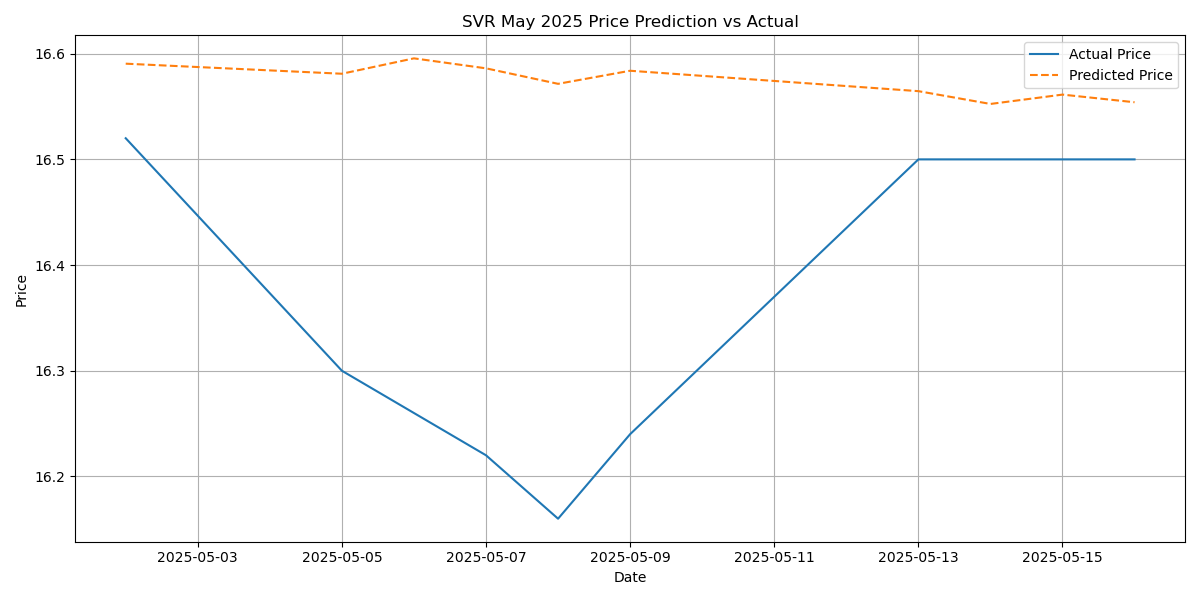 SVR May 2025 Price Prediction vs Actual
Actual Price
Predicted Price
16.6
16.5
16.4
16.3
16.2
Price
2025-05-03
2025-05-05
2025-05-07
2025-05-09
2025-05-11
2025-05-13
2025-05-15
Date